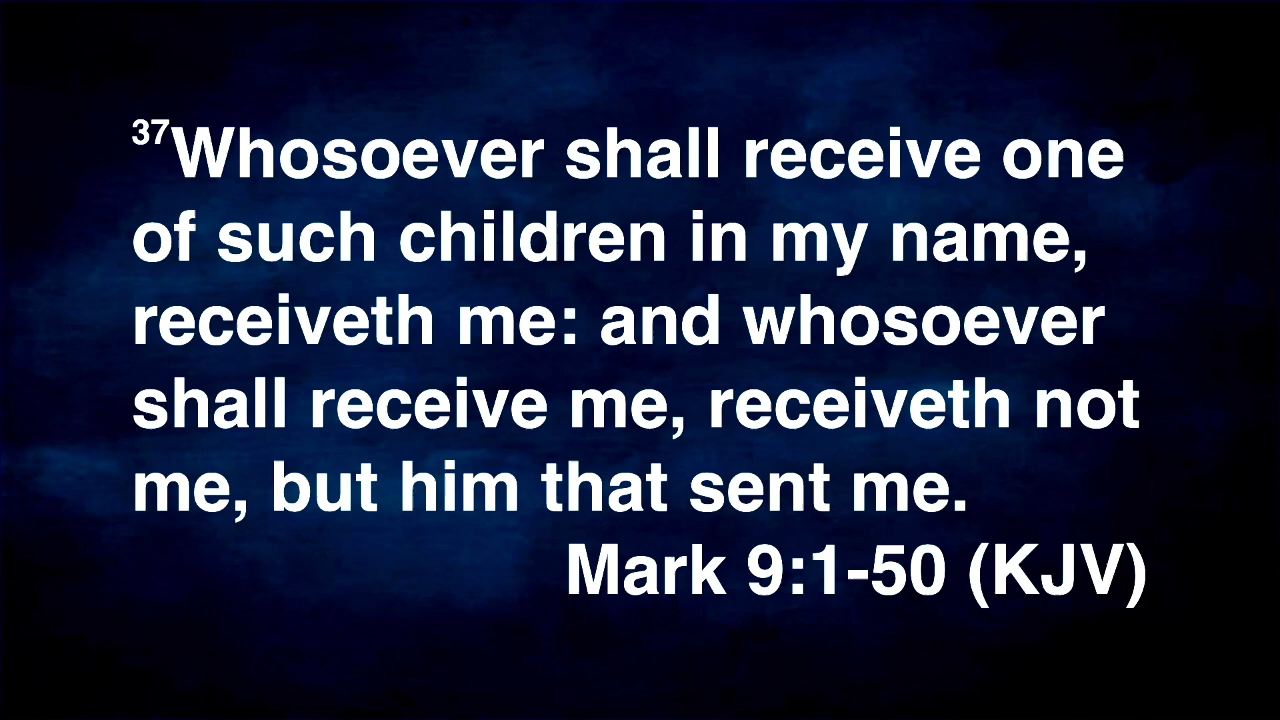 37Whosoever shall receive one
of such children in my name,
receiveth me: and whosoever
shall receive me, receiveth not
me, but him that sent me.
Mark 9:1-50 (KJV)